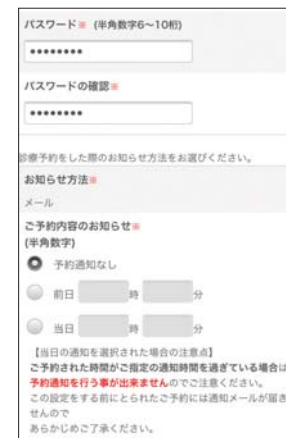 パスワード※ (半角数字6〜10桁)
••••••••
パスワードの確認※
••••••••
診療予約をした際のお知らせ方法をお選びください。
お知らせ方法※
メール
ご予約内容のお知らせ※
(半角数字)
予約通知なし
前日 時 分
当日 時 分
【当日の通知を選択された場合の注意点】
ご予約された時間がご指定の通知時間を過ぎている場合は
予約通知を行う事が出来ませんのでご注意ください。
この設定をする前にとられたご予約には通知メールが届き
せんので
あらかじめご了承ください。